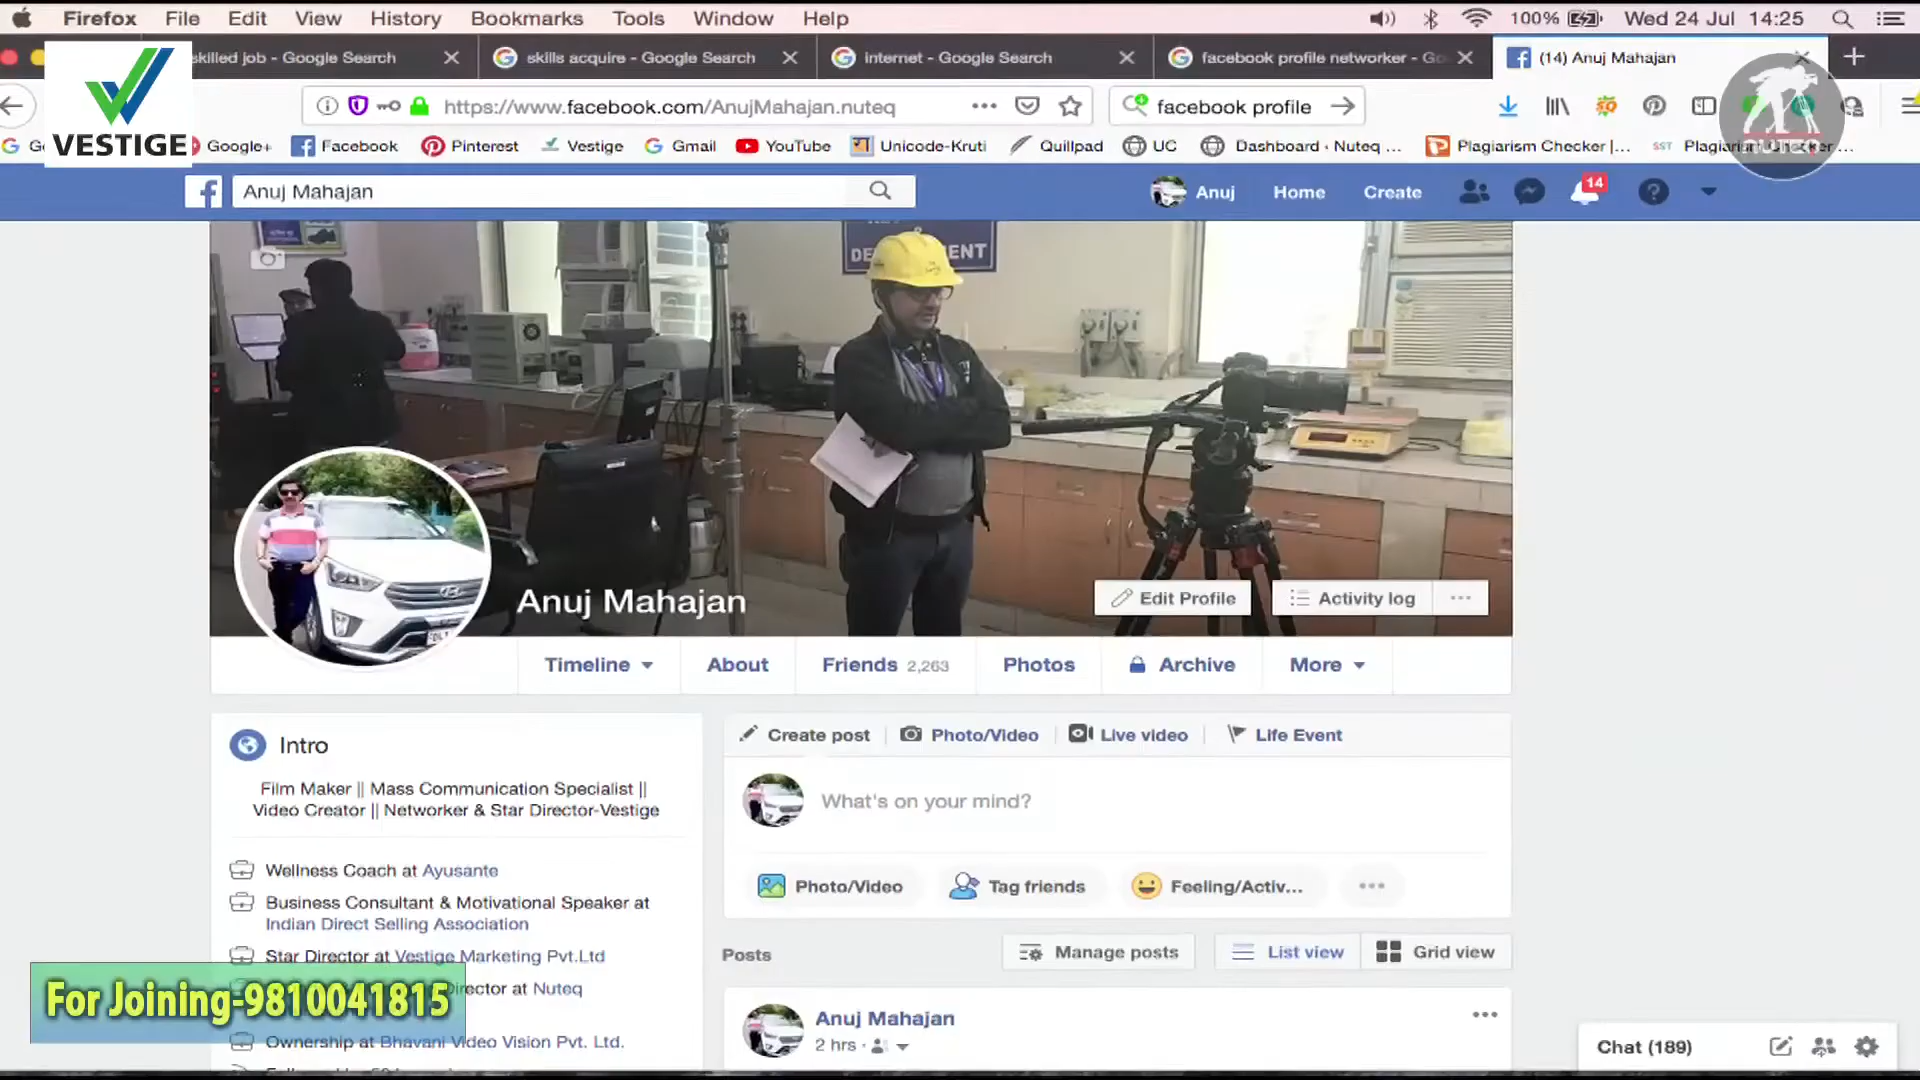 Firefox File Edit View History Bookmarks Tools Window Help 100% Wed 24 Jul 14:25
skilled job - Google Search skills acquire - Google Search internet - Google Search facebook profile networker - Go (14) Anuj Mahajan
https://www.facebook.com/AnujMahajan.nuteq facebook profile
VESTIGE
Google+ Facebook Pinterest Vestige Gmail YouTube Unicode-Kruti Quillpad UC Dashboard · Nuteq ... Plagiarism Checker |...
nuteq
Anuj Mahajan Anuj Home Create 14
Anuj Mahajan
Edit Profile Activity log
Timeline About Friends 2,263 Photos Archive More
Intro
Film Maker || Mass Communication Specialist ||
Video Creator || Networker & Star Director-Vestige
Wellness Coach at Ayusante
Business Consultant & Motivational Speaker at
Indian Direct Selling Association
Star Director at Vestige Marketing Pvt.Ltd
at Nuteq
Ownership at Bhavani Video Vision Pvt. Ltd.
Create post Photo/Video Live video Life Event
What's on your mind?
Photo/Video Tag friends Feeling/Activ...
Posts Manage posts List view Grid view
Anuj Mahajan
2 hrs ·
For Joining-9810041815
Chat (189)